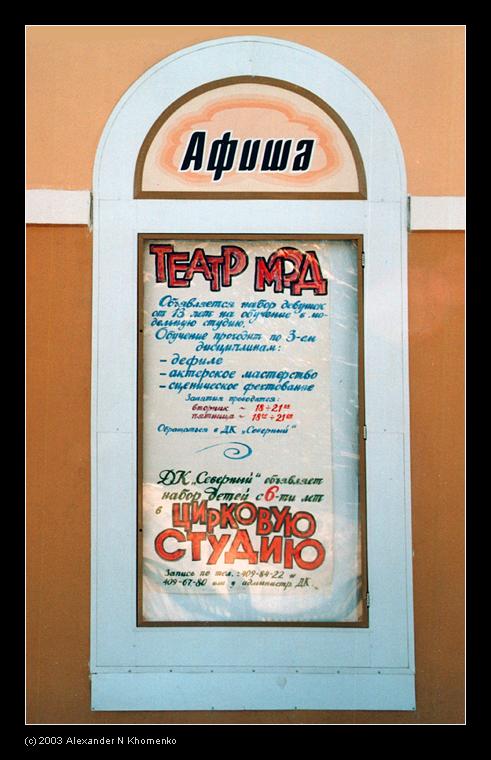 Афиша
ТЕАТР МОД
Объявляется набор девушек
от 13 лет на обучение в мо-
дельную студию.
Обучение проходит по 3-ем
дисциплинам:
- дефиле
- актерское мастерство
- сценическое фехтование
Занятия проводятся:
вторник ~ 18÷21⁰⁰
пятница ~ 18⁰⁰÷21⁰⁰
Обращаться в ДК „Северный“
ДК „Северный“ объявляет
набор детей с 6-ти лет
в ЦИРКОВУЮ
СТУДИЮ
Запись по тел.: 409-84-22 и
409-67-80 или у администр. ДК.
(c) 2003 Alexander N Khomenko